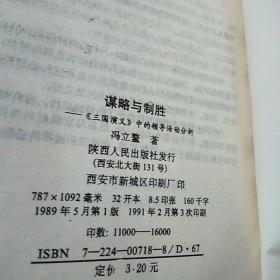 谋略与制胜
——《三国演义》中的领导活动分析
冯立鳌 著
陕西人民出版社发行
(西安北大街131号)
西安市新城区印刷厂印
787×1092毫米 32开本 8.5印张 160千字
1989年5月第1版 1991年2月第3次印刷
印数:11000—16000
ISBN 7—224—00718—8/D·67
定价 3·20元